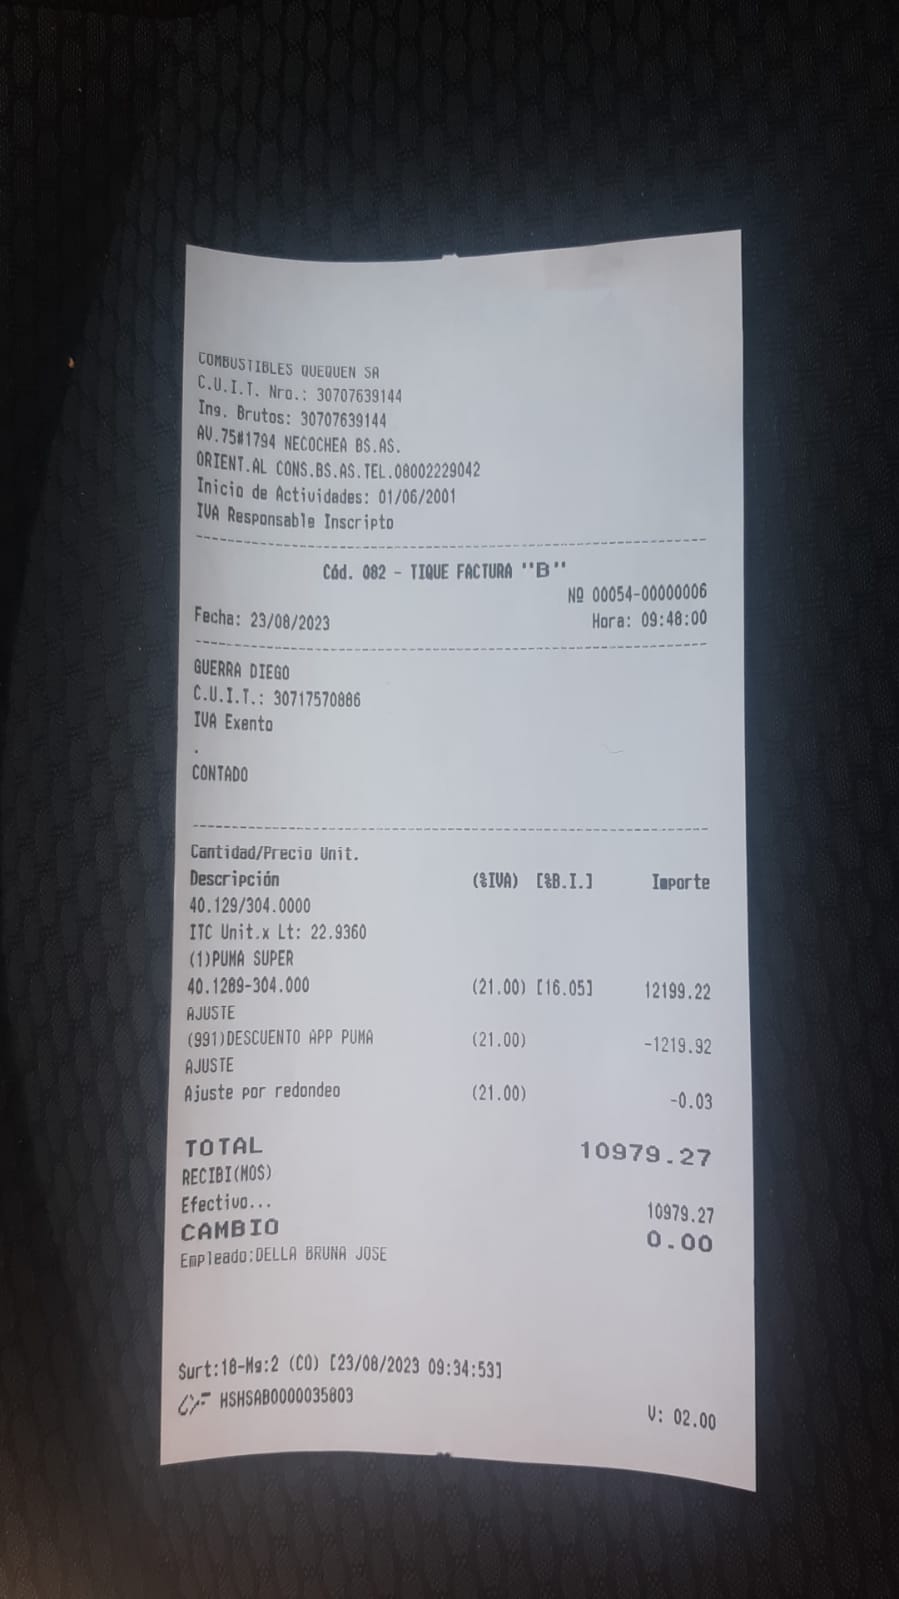 COMBUSTIBLES QUEQUEN SA
C.U.I.T. Nro.: 30707639144
Ing. Brutos: 30707639144
AV.75#1794 NECOCHEA BS.AS.
ORIENT.AL CONS.BS.AS.TEL.08002229042
Inicio de Actividades: 01/06/2001
IVA Responsable Inscripto
Cód. 082 - TIQUE FACTURA ''B''
Nº 00054-00000006
Fecha: 23/08/2023 Hora: 09:48:00
GUERRA DIEGO
C.U.I.T.: 30717570886
IVA Exento
.
CONTADO
Cantidad/Precio Unit.
Descripción (%IVA) [%B.I.] Importe
40.129/304.0000
ITC Unit.x Lt: 22.9360
(1)PUMA SUPER
40.1289-304.000 (21.00) [16.05] 12199.22
AJUSTE
(991)DESCUENTO APP PUMA (21.00) -1219.92
AJUSTE
Ajuste por redondeo (21.00) -0.03
TOTAL 10979.27
RECIBI(MOS)
Efectivo... 10979.27
CAMBIO 0.00
Empleado:DELLA BRUNA JOSE
Surt:18-Mg:2 (CO) [23/08/2023 09:34:53]
CF HSHSAB0000035803
V: 02.00